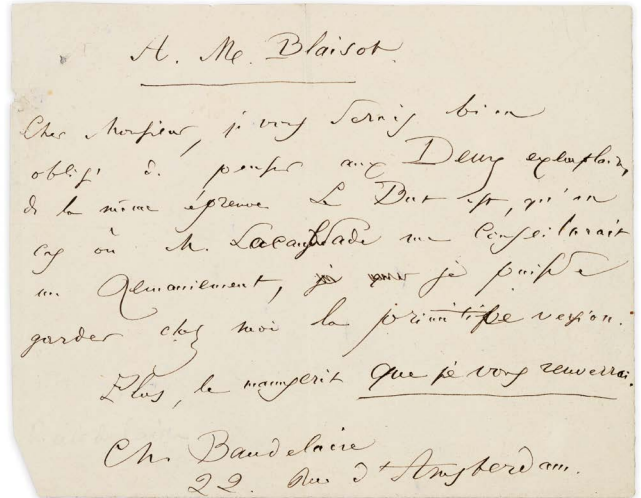 A. M. Blaisot.
Cher Monsieur, je vous serais bien
obligé de penser aux Deux exemplaires
de la même épreuve. Le But est, qu'en
cas où M. Lacaussade me conseillerait
un Remaniement, je puisse
garder chez moi la primitive version.
Plus, le manuscrit que je vous renverrai.
Ch. Baudelaire
22. Rue d'Amsterdam.